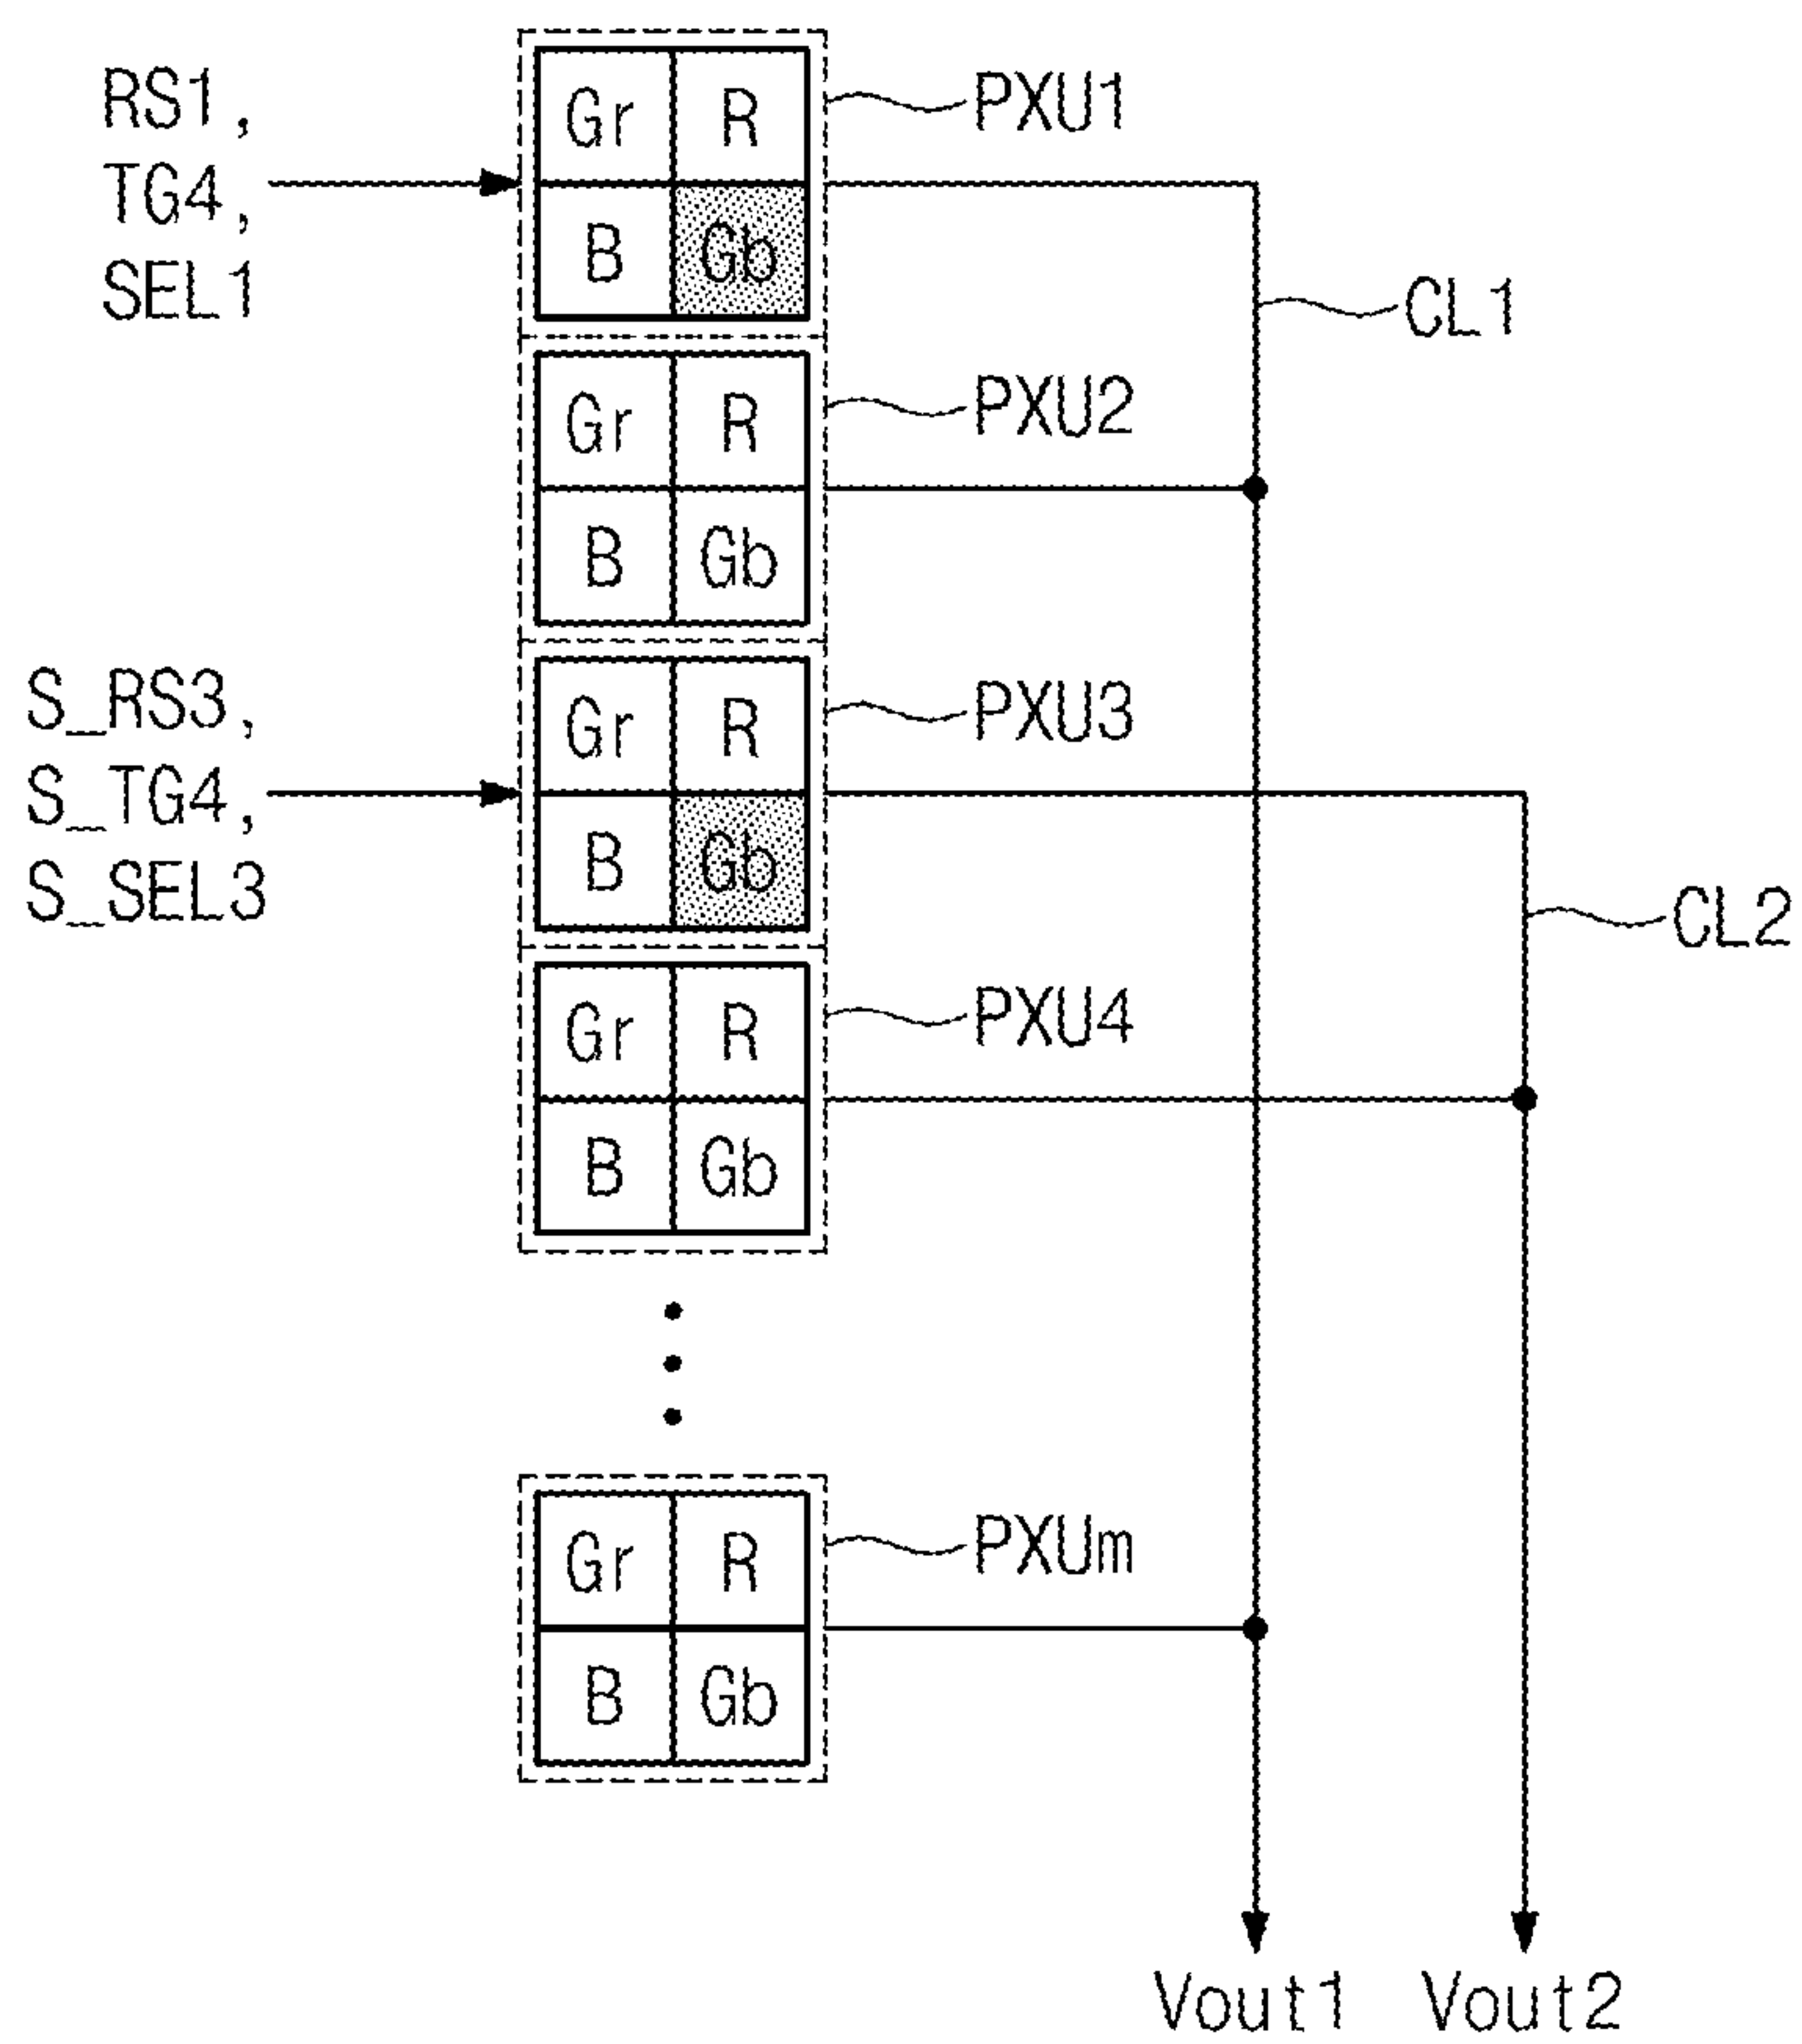 RS1,
TG4,
SEL1
Gr R
B Gb
PXU1
CL1
Gr R
B Gb
PXU2
S_RS3,
S_TG4,
S_SEL3
Gr R
B Gb
PXU3
CL2
Gr R
B Gb
PXU4
Gr R
B Gb
PXUm
Vout1 Vout2